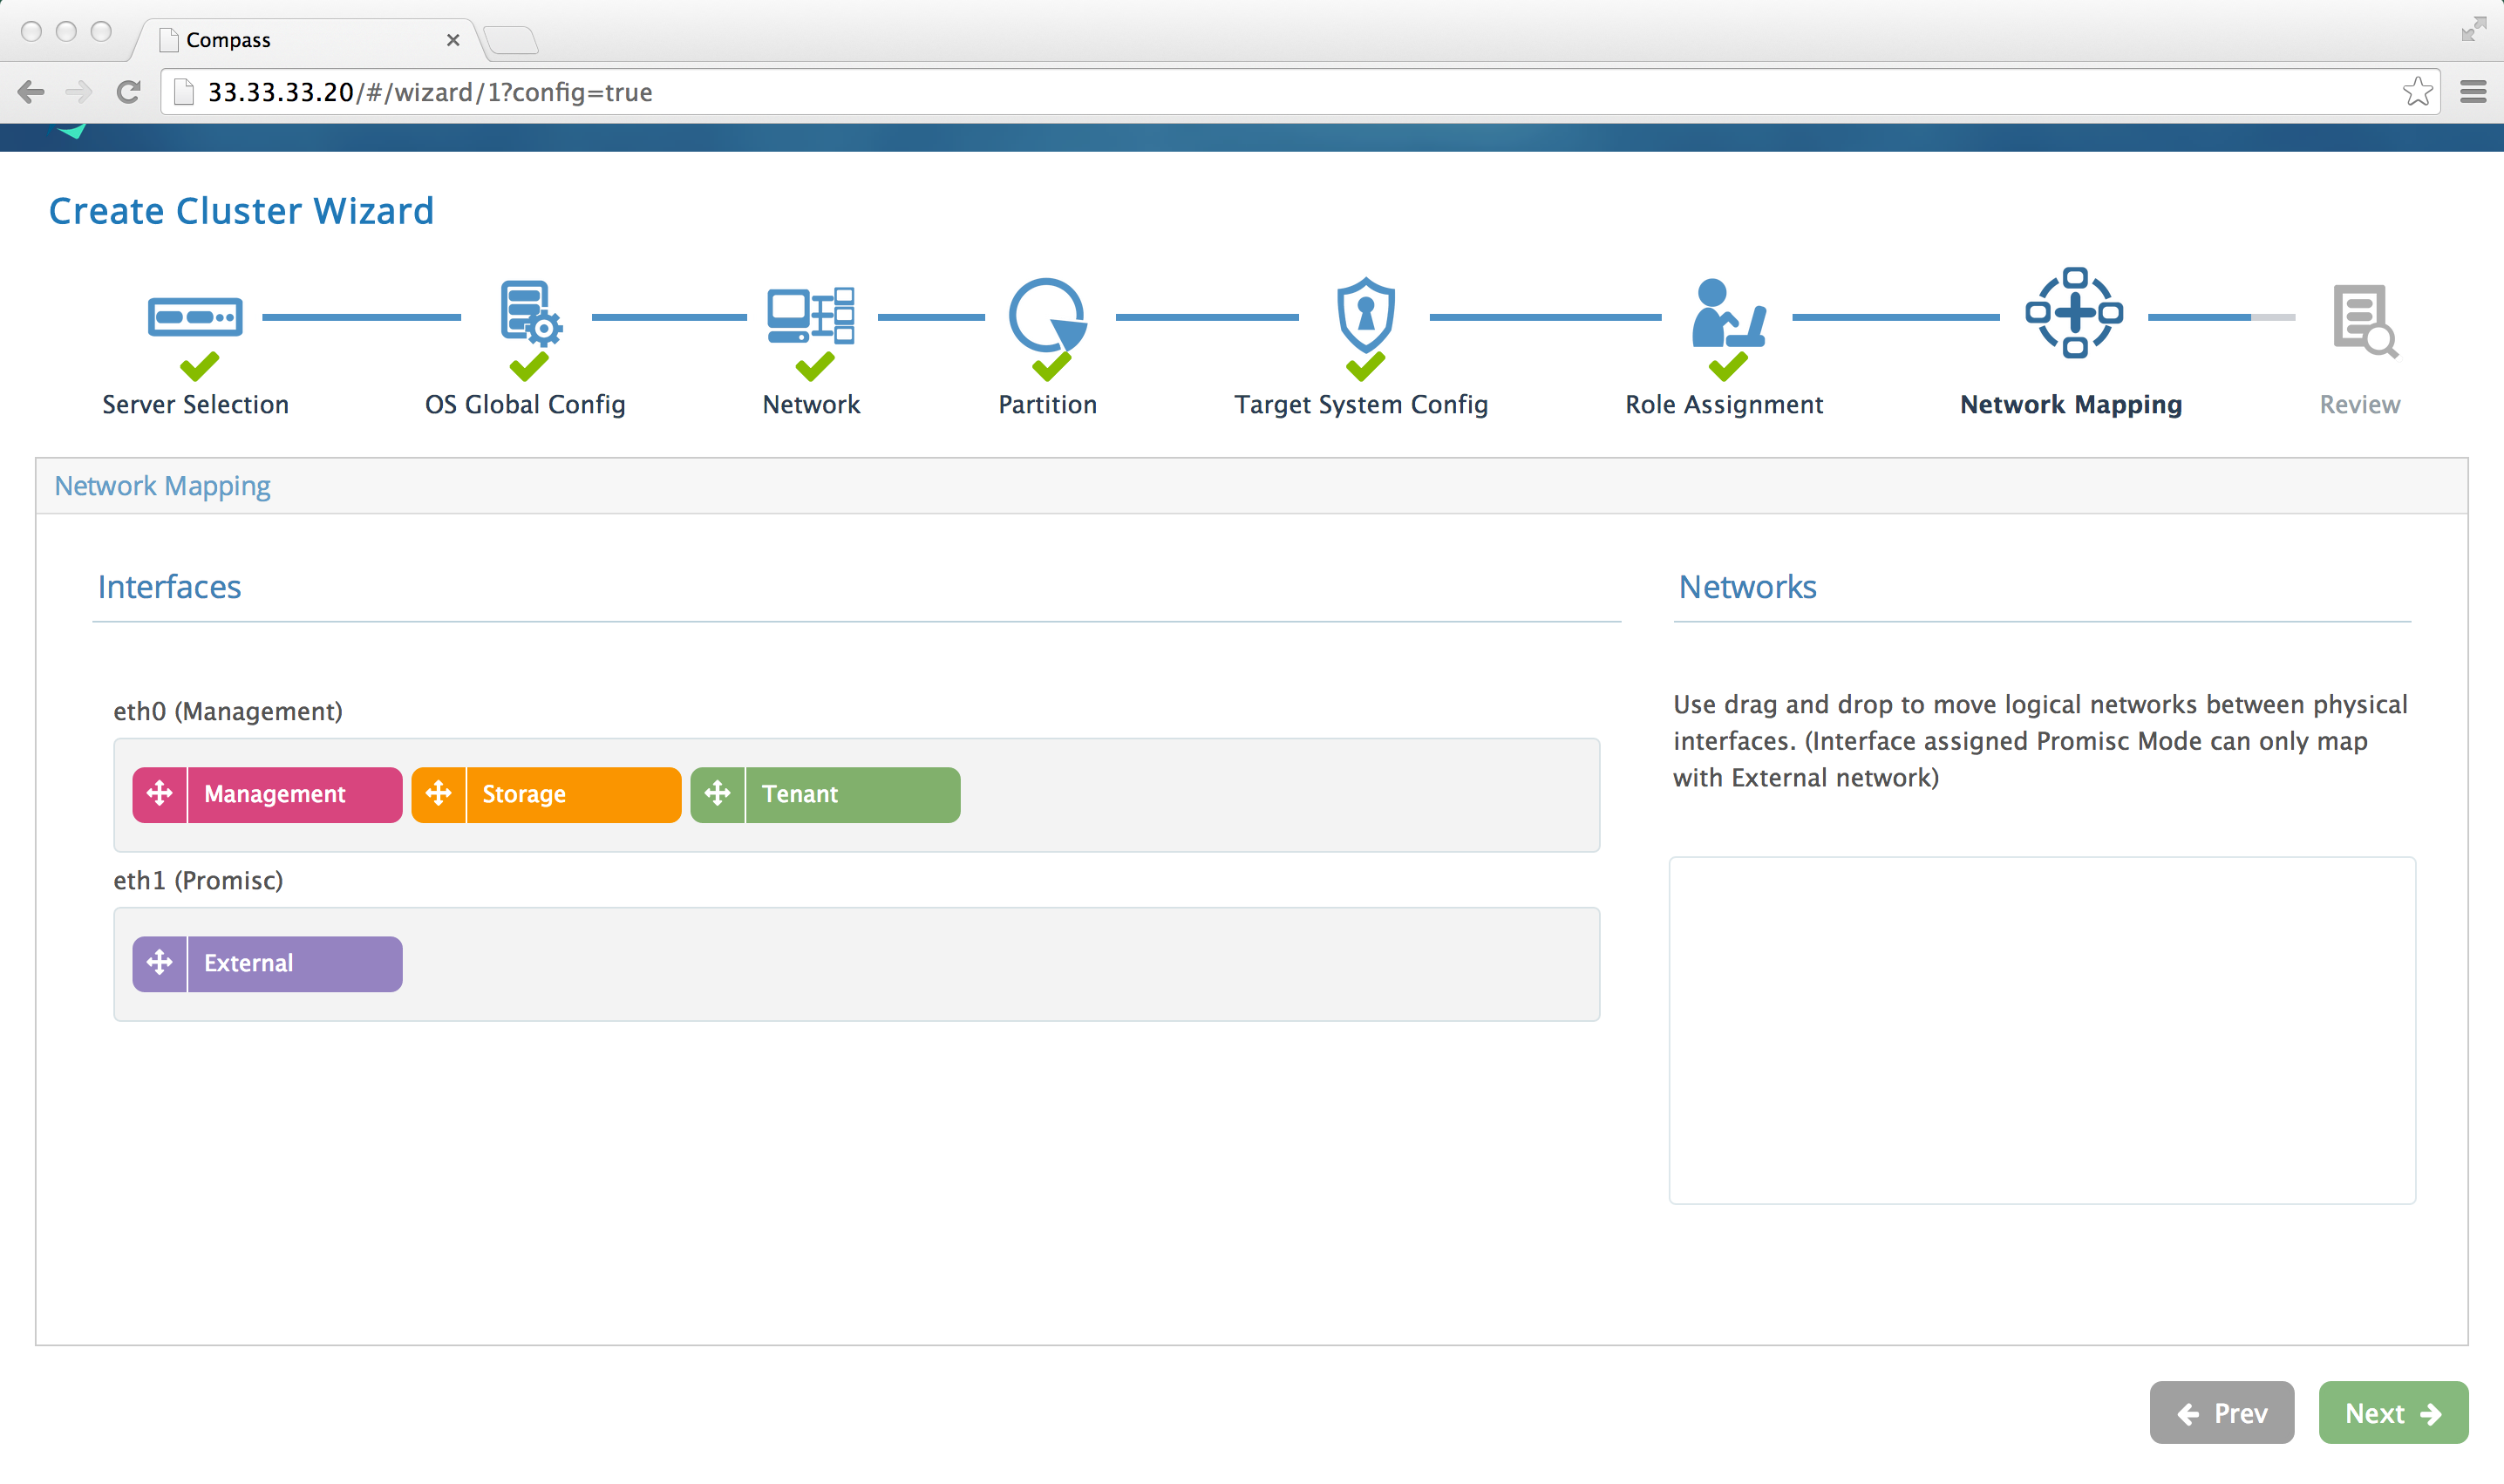 Compass
33.33.33.20/#/wizard/1?config=true
Create Cluster Wizard
Server Selection
OS Global Config
Network
Partition
Target System Config
Role Assignment
Network Mapping
Review
Network Mapping
Interfaces
Networks
eth0 (Management)
Management
Storage
Tenant
eth1 (Promisc)
External
Use drag and drop to move logical networks between physical
interfaces. (Interface assigned Promisc Mode can only map
with External network)
Prev
Next